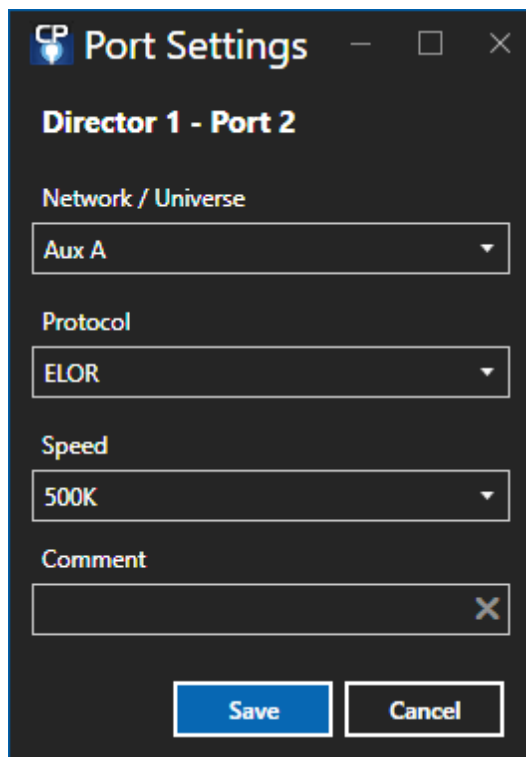 CP Port Settings
Director 1 - Port 2
Network / Universe
Aux A
Protocol
ELOR
Speed
500K
Comment
Save Cancel